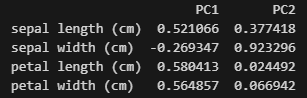 PC1 PC2
sepal length (cm) 0.521066 0.377418
sepal width (cm) -0.269347 0.923296
petal length (cm) 0.580413 0.024492
petal width (cm) 0.564857 0.066942